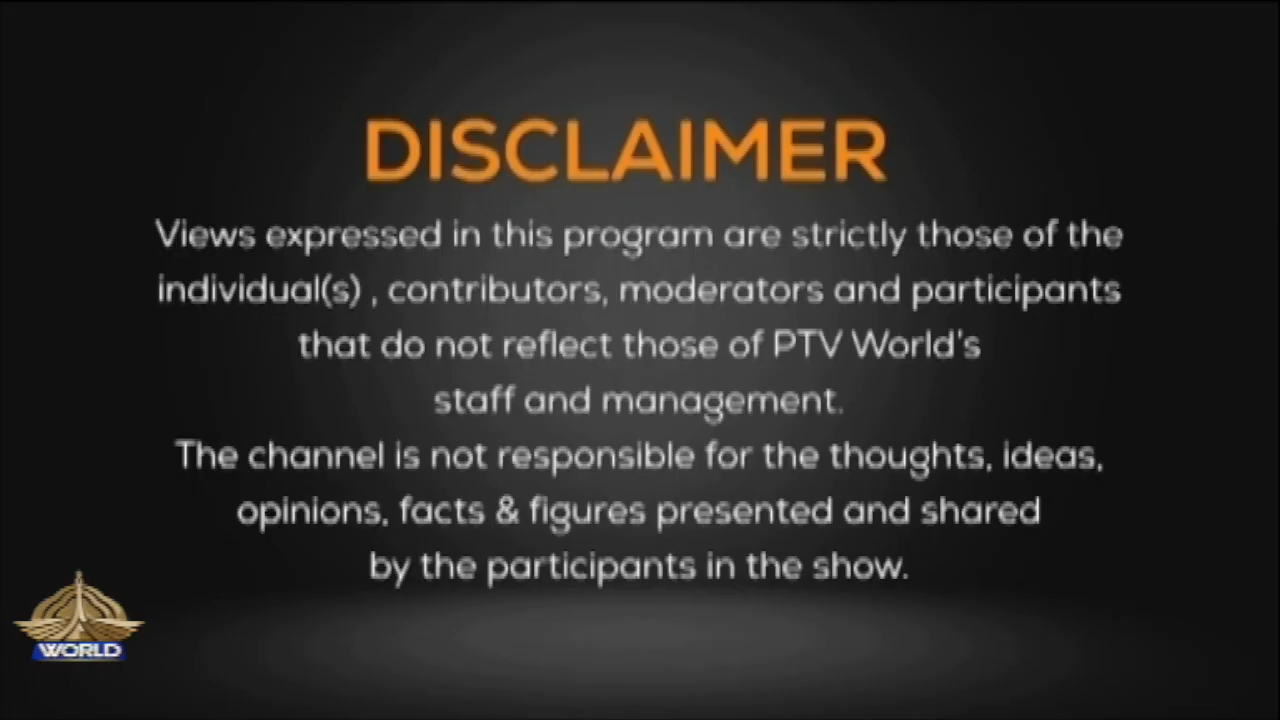 DISCLAIMER
Views expressed in this program are strictly those of the
individual(s) , contributors, moderators and participants
that do not reflect those of PTV World's
staff and management.
The channel is not responsible for the thoughts, ideas,
opinions, facts & figures presented and shared
by the participants in the show.
WORLD